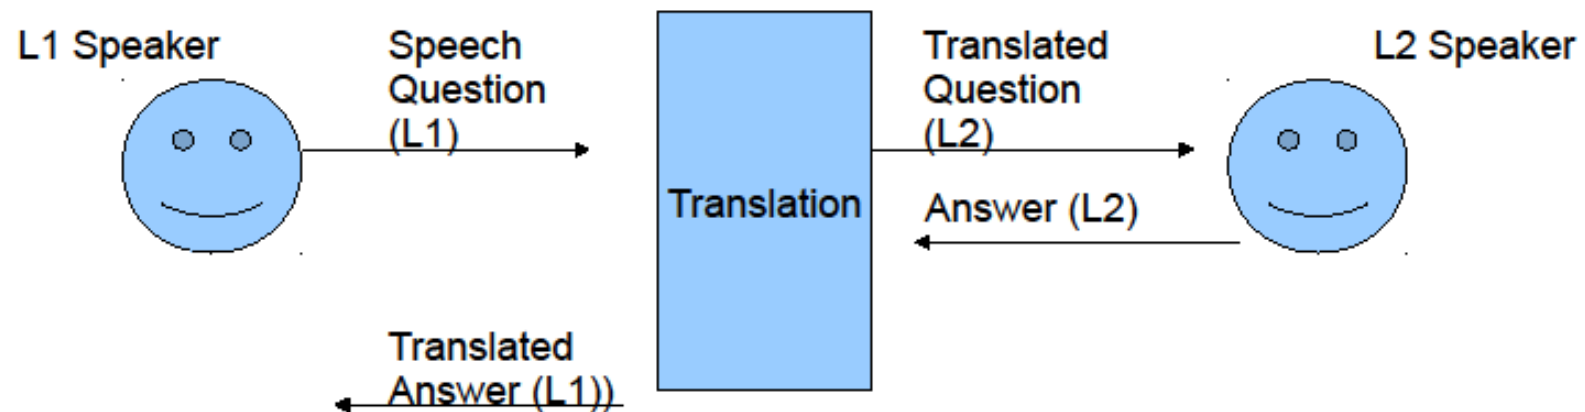 L1 Speaker
Speech
Question
(L1)
Translated
Question
(L2)
L2 Speaker
Translation
Answer (L2)
Translated
Answer (L1))